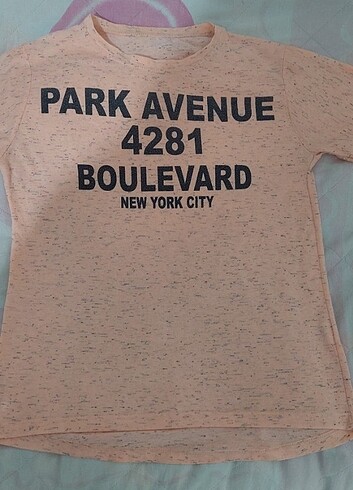 PARK AVENUE
4281
BOULEVARD
NEW YORK CITY